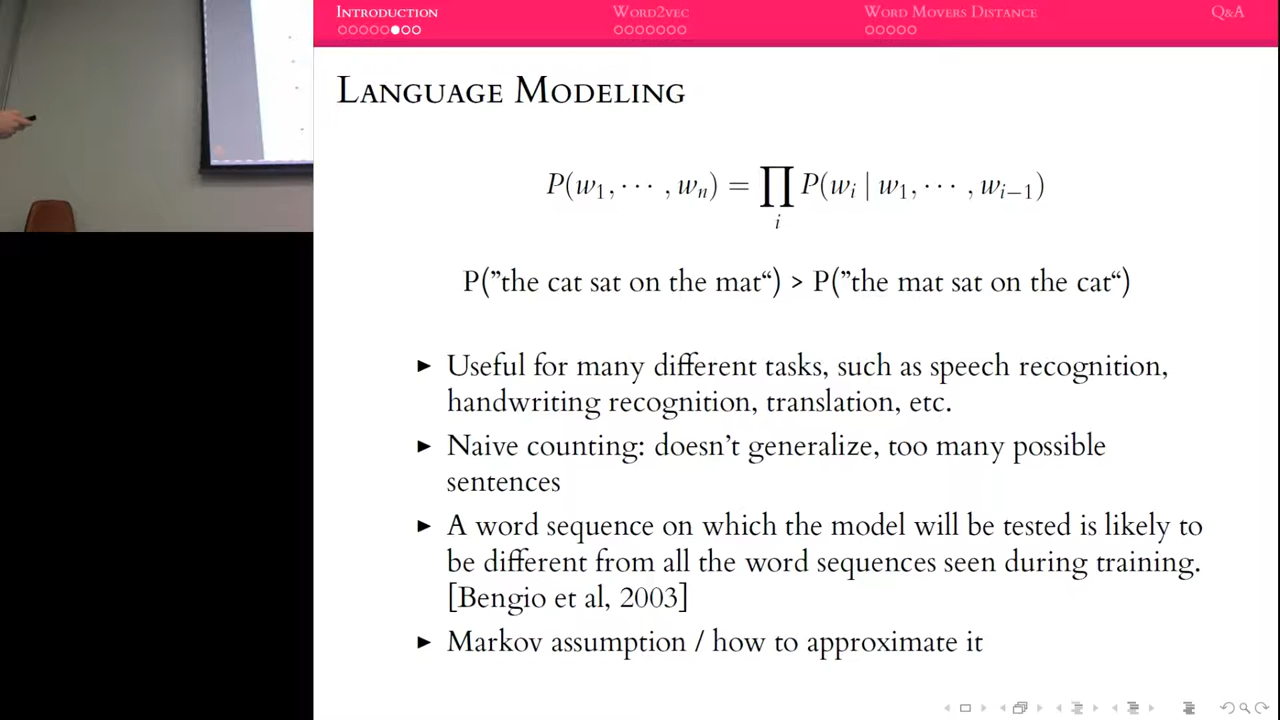 Introduction Word2vec Word Movers Distance Q&A
Language Modeling
P(w₁, ⋯ , wₙ) = ∏ᵢ P(wᵢ | w₁, ⋯ , wᵢ₋₁)
P(”the cat sat on the mat“) > P(”the mat sat on the cat“)
► Useful for many different tasks, such as speech recognition,
handwriting recognition, translation, etc.
► Naive counting: doesn’t generalize, too many possible
sentences
► A word sequence on which the model will be tested is likely to
be different from all the word sequences seen during training.
[Bengio et al, 2003]
► Markov assumption / how to approximate it